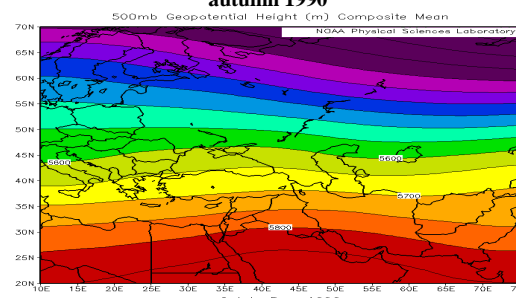 autumn 1990
500mb Geopotential Height (m) Composite Mean
NOAA Physical Sciences Laboratory
70N
65N
60N
55N
50N
45N
40N
35N
30N
25N
20N
5600
5600
5700
5800
10E 15E 20E 25E 30E 35E 40E 45E 50E 55E 60E 65E 70E